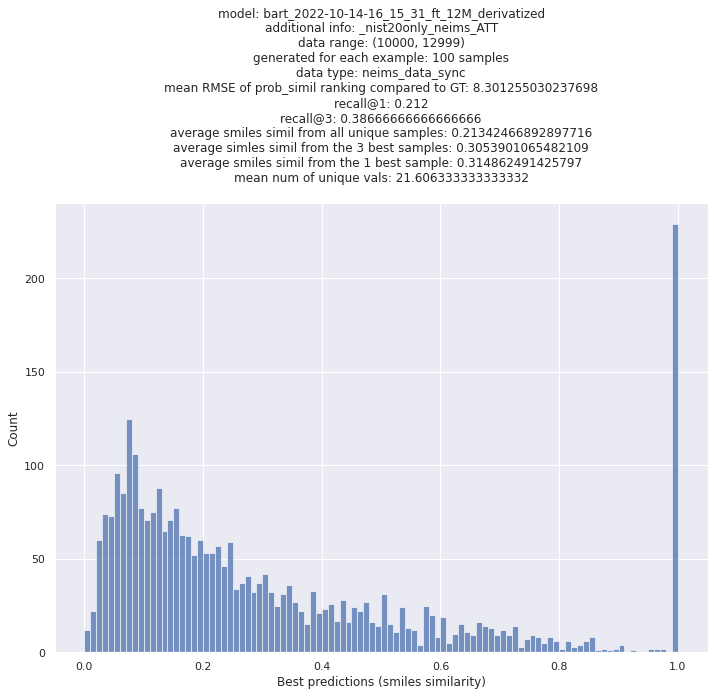 model: bart_2022-10-14-16_15_31_ft_12M_derivatized
additional info: _nist20only_neims_ATT
data range: (10000, 12999)
generated for each example: 100 samples
data type: neims_data_sync
mean RMSE of prob_simil ranking compared to GT: 8.301255030237698
recall@1: 0.212
recall@3: 0.38666666666666666
average smiles simil from all unique samples: 0.21342466892897716
average simles simil from the 3 best samples: 0.3053901065482109
average smiles simil from the 1 best sample: 0.314862491425797
mean num of unique vals: 21.606333333333332
200
150
100
50
0
Count
0.0 0.2 0.4 0.6 0.8 1.0
Best predictions (smiles similarity)